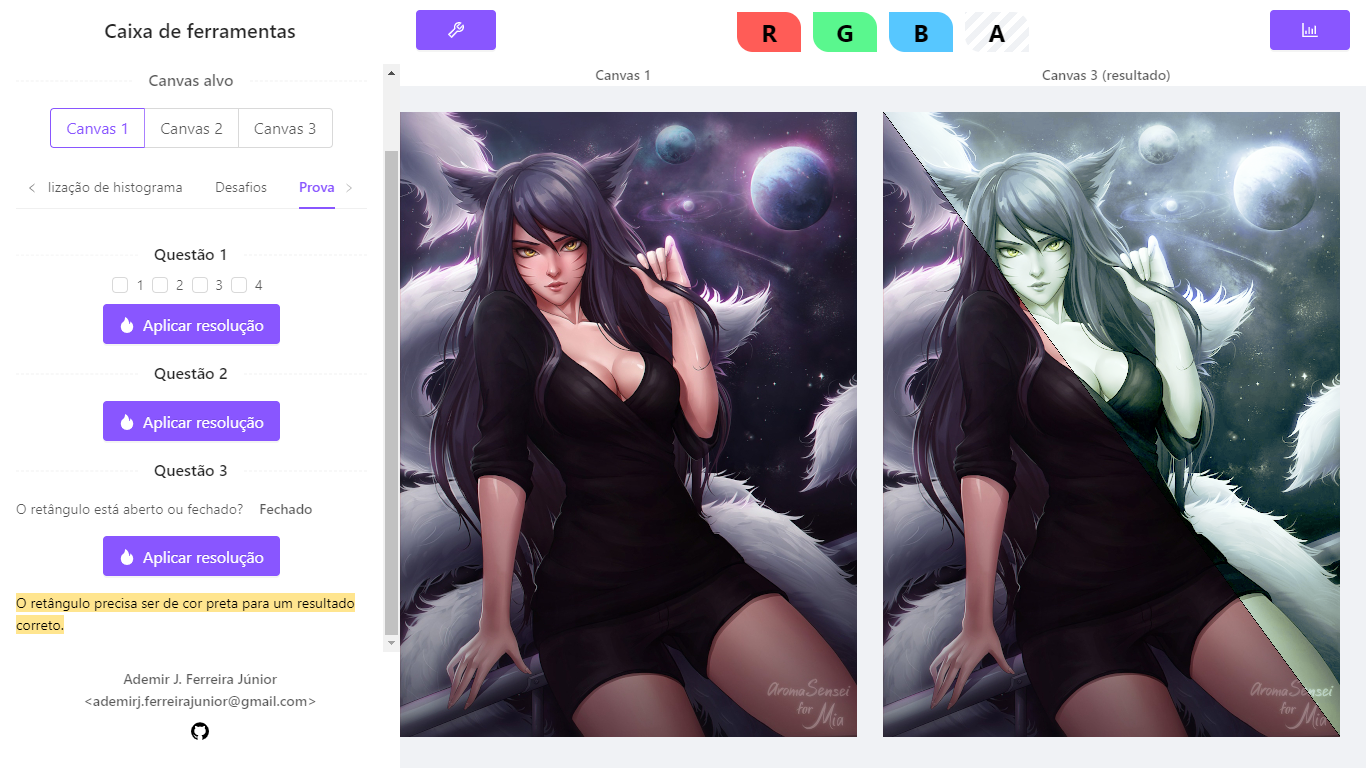 Caixa de ferramentas
Canvas alvo
Canvas 1
Canvas 2
Canvas 3
lização de histograma
Desafios
Prova
Questão 1
1
2
3
4
Aplicar resolução
Questão 2
Aplicar resolução
Questão 3
O retângulo está aberto ou fechado? Fechado
Aplicar resolução
O retângulo precisa ser de cor preta para um resultado
correto.
Ademir J. Ferreira Júnior
<ademirj.ferreirajunior@gmail.com>
R
G
B
A
Canvas 1
Canvas 3 (resultado)
AromaSensei
for
Mia
AromaSensei
for
Mia